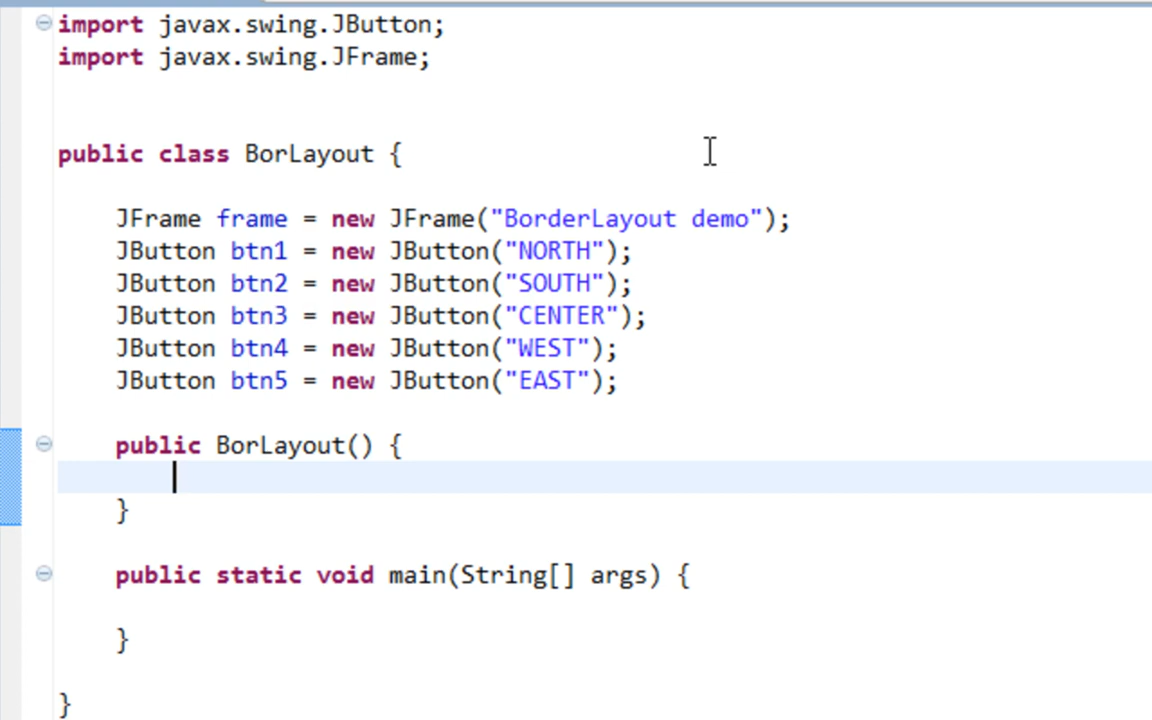 import javax.swing.JButton;
import javax.swing.JFrame;
public class BorLayout {
JFrame frame = new JFrame("BorderLayout demo");
JButton btn1 = new JButton("NORTH");
JButton btn2 = new JButton("SOUTH");
JButton btn3 = new JButton("CENTER");
JButton btn4 = new JButton("WEST");
JButton btn5 = new JButton("EAST");
public BorLayout() {
}
public static void main(String[] args) {
}
}